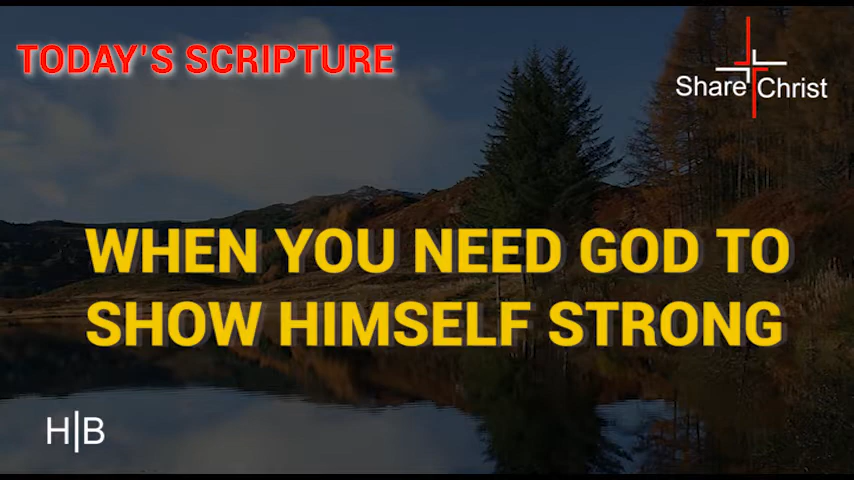 TODAY'S SCRIPTURE
Share Christ
WHEN YOU NEED GOD TO
SHOW HIMSELF STRONG
H|B